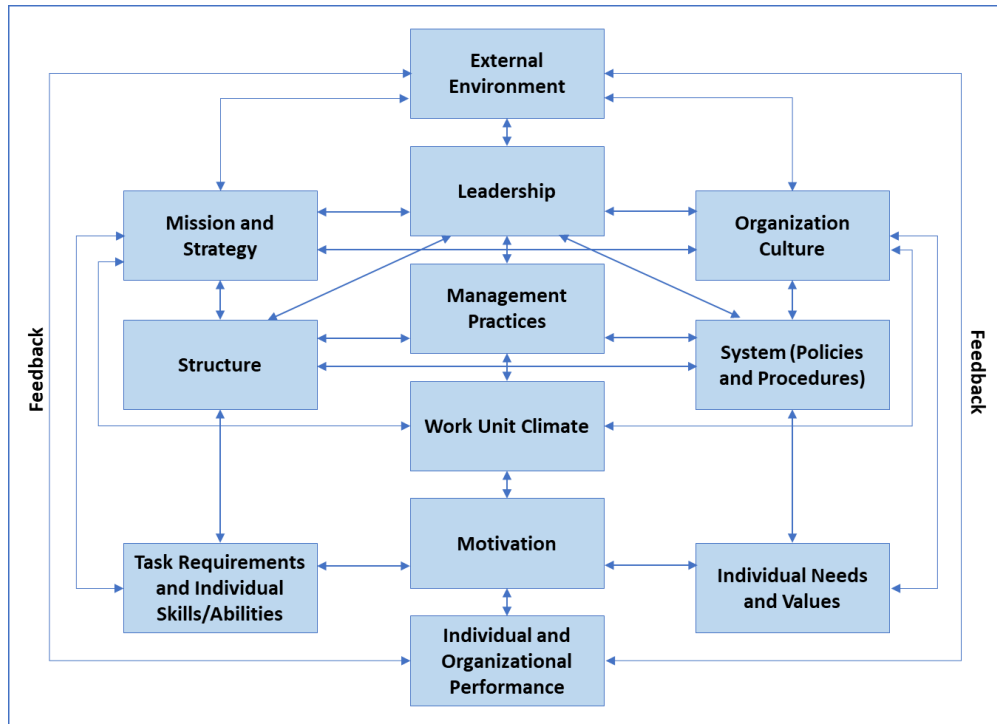 External
Environment
Leadership
Mission and
Strategy
Organization
Culture
Management
Practices
Structure
System (Policies
and Procedures)
Feedback
Feedback
Work Unit Climate
Motivation
Task Requirements
and Individual
Skills/Abilities
Individual Needs
and Values
Individual and
Organizational
Performance